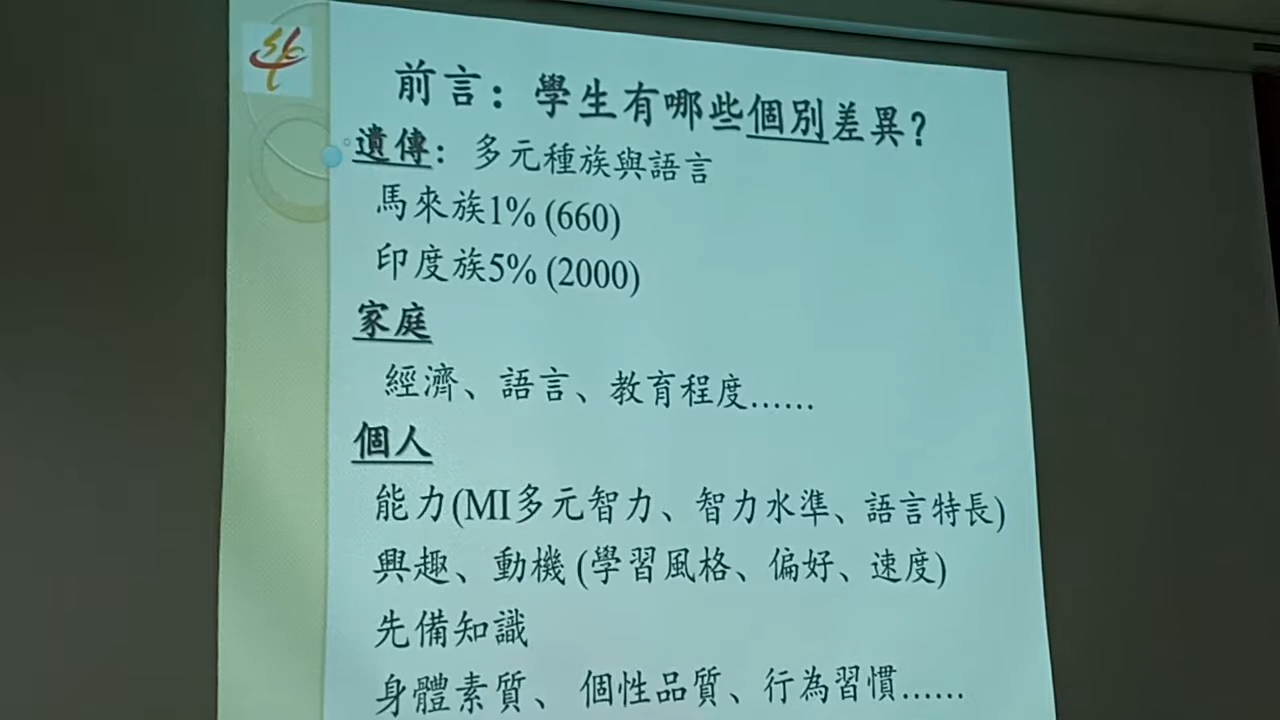 前言：學生有哪些個別差異？
遺傳：多元種族與語言
馬來族1% (660)
印度族5% (2000)
家庭
經濟、語言、教育程度……
個人
能力(MI多元智力、智力水準、語言特長)
興趣、動機 (學習風格、偏好、速度)
先備知識
身體素質、個性品質、行為習慣……